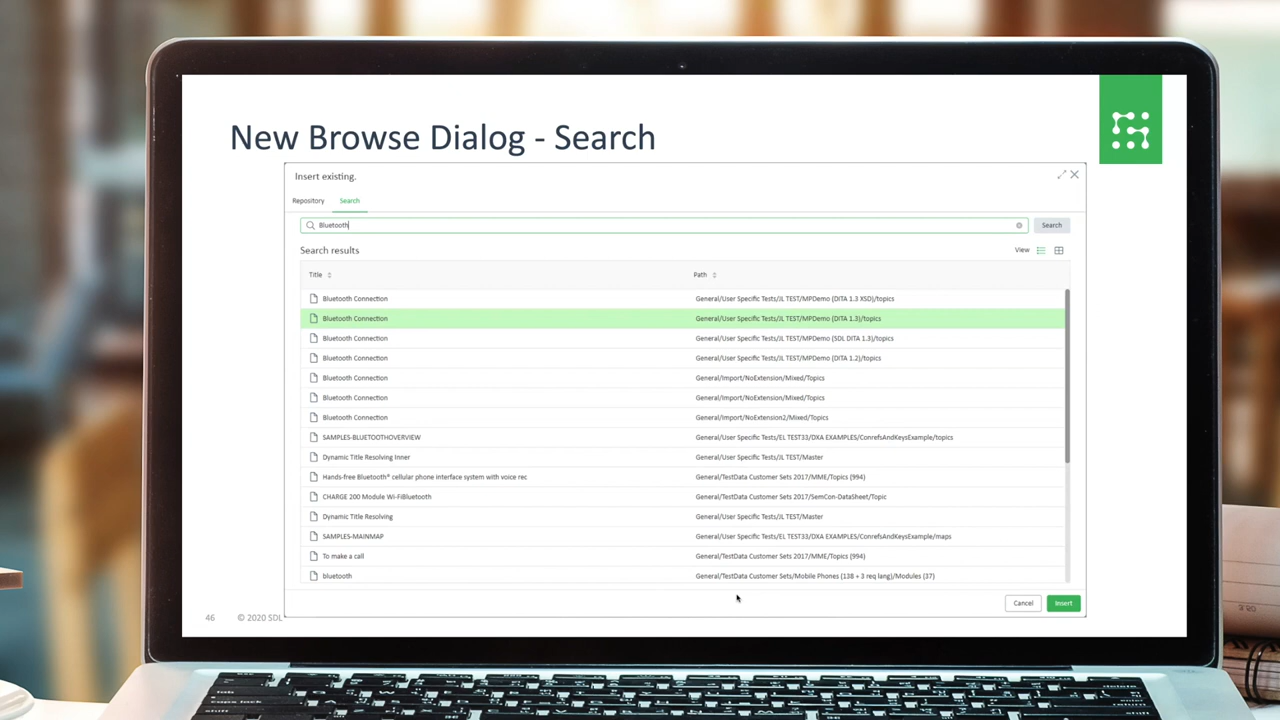 New Browse Dialog - Search
Insert existing.
Repository Search
Bluetooth Search
Search results View
Title Path
Bluetooth Connection General/User Specific Tests/JL TEST/MPDemo (DITA 1.3 XSD)/topics
Bluetooth Connection General/User Specific Tests/JL TEST/MPDemo (DITA 1.3)/topics
Bluetooth Connection General/User Specific Tests/JL TEST/MPDemo (SDL DITA 1.3)/topics
Bluetooth Connection General/User Specific Tests/JL TEST/MPDemo (DITA 1.2)/topics
Bluetooth Connection General/Import/NoExtension/Mixed/Topics
Bluetooth Connection General/Import/NoExtension/Mixed/Topics
Bluetooth Connection General/Import/NoExtension2/Mixed/Topics
SAMPLES-BLUETOOTHOVERVIEW General/User Specific Tests/EL TEST33/DXA EXAMPLES/ConrefsAndKeysExample/topics
Dynamic Title Resolving Inner General/User Specific Tests/JL TEST/Master
Hands-free Bluetooth® cellular phone interface system with voice rec General/TestData Customer Sets 2017/MME/Topics (994)
CHARGE 200 Module Wi-FiBluetooth General/TestData Customer Sets 2017/SemCon-DataSheet/Topic
Dynamic Title Resolving General/User Specific Tests/JL TEST/Master
SAMPLES-MAINMAP General/User Specific Tests/EL TEST33/DXA EXAMPLES/ConrefsAndKeysExample/maps
To make a call General/TestData Customer Sets 2017/MME/Topics (994)
bluetooth General/TestData Customer Sets/Mobile Phones (138 + 3 req lang)/Modules (37)
Cancel Insert
46 © 2020 SDL
tab
caps lock
shift
delete
return
shift